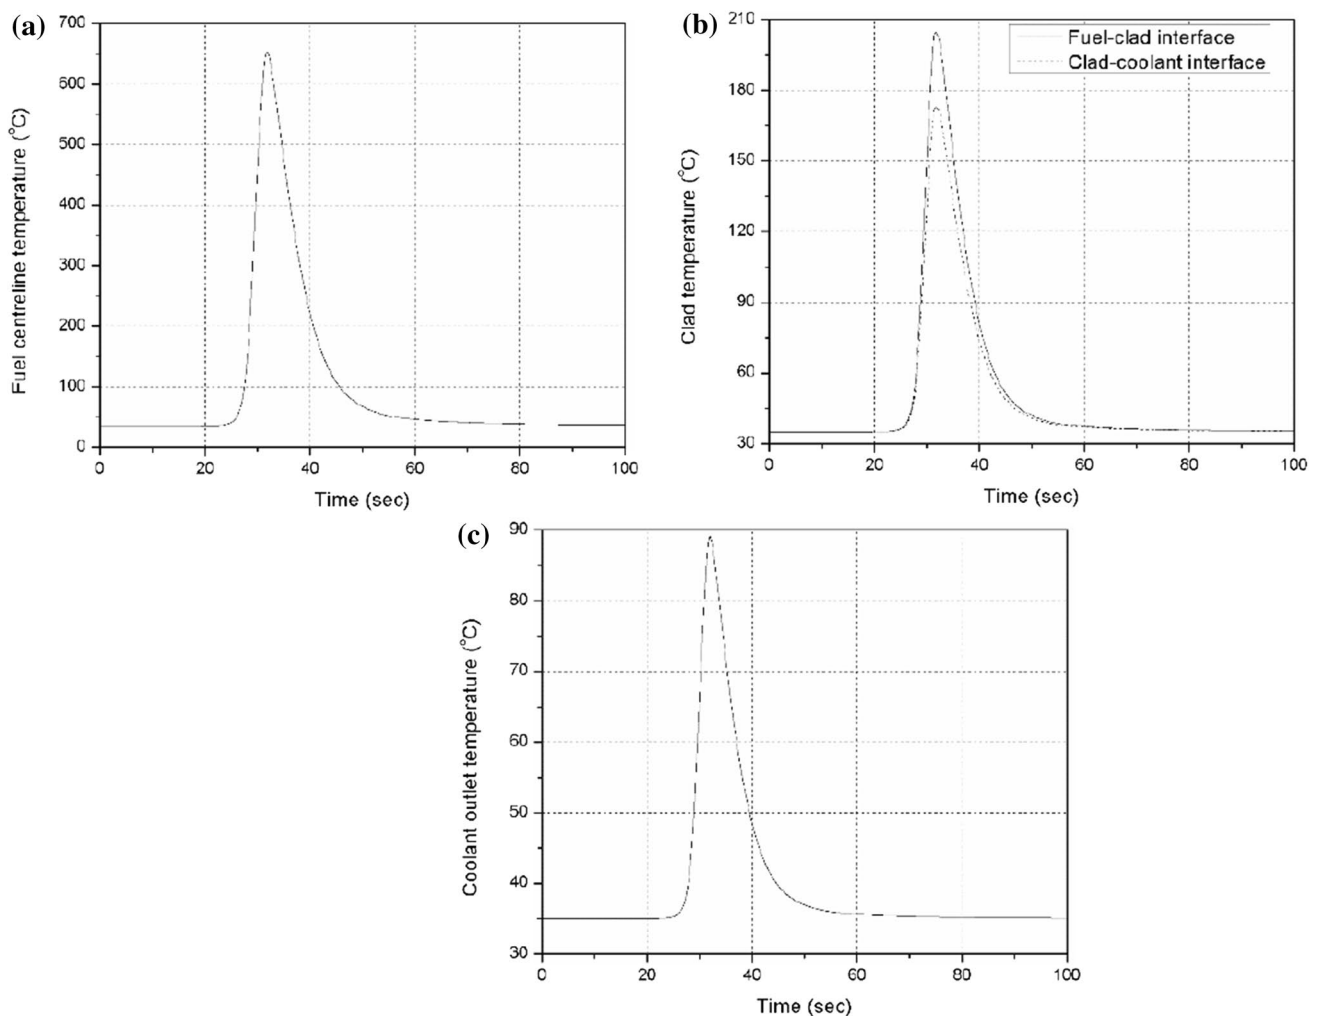 (a)
700
600
500
400
300
200
100
0
Fuel centreline temperature (°C)
0 20 40 60 80 100
Time (sec)
(b)
210
180
150
120
90
60
30
Clad temperature (°C)
Fuel-clad interface
Clad-coolant interface
0 20 40 60 80 100
Time (sec)
(c)
90
80
70
60
50
40
30
Coolant outlet temperature (°C)
0 20 40 60 80 100
Time (sec)